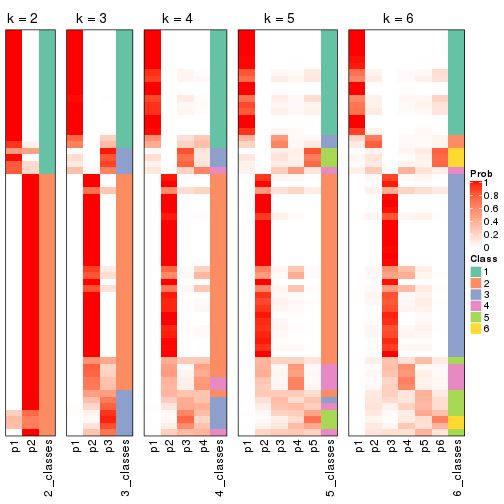 k = 2
k = 3
k = 4
k = 5
k = 6
p1
p2
2_classes
p1
p2
p3
3_classes
p1
p2
p3
p4
4_classes
p1
p2
p3
p4
p5
5_classes
p1
p2
p3
p4
p5
p6
6_classes
Prob
1
0.8
0.6
0.4
0.2
0
Class
1
2
3
4
5
6